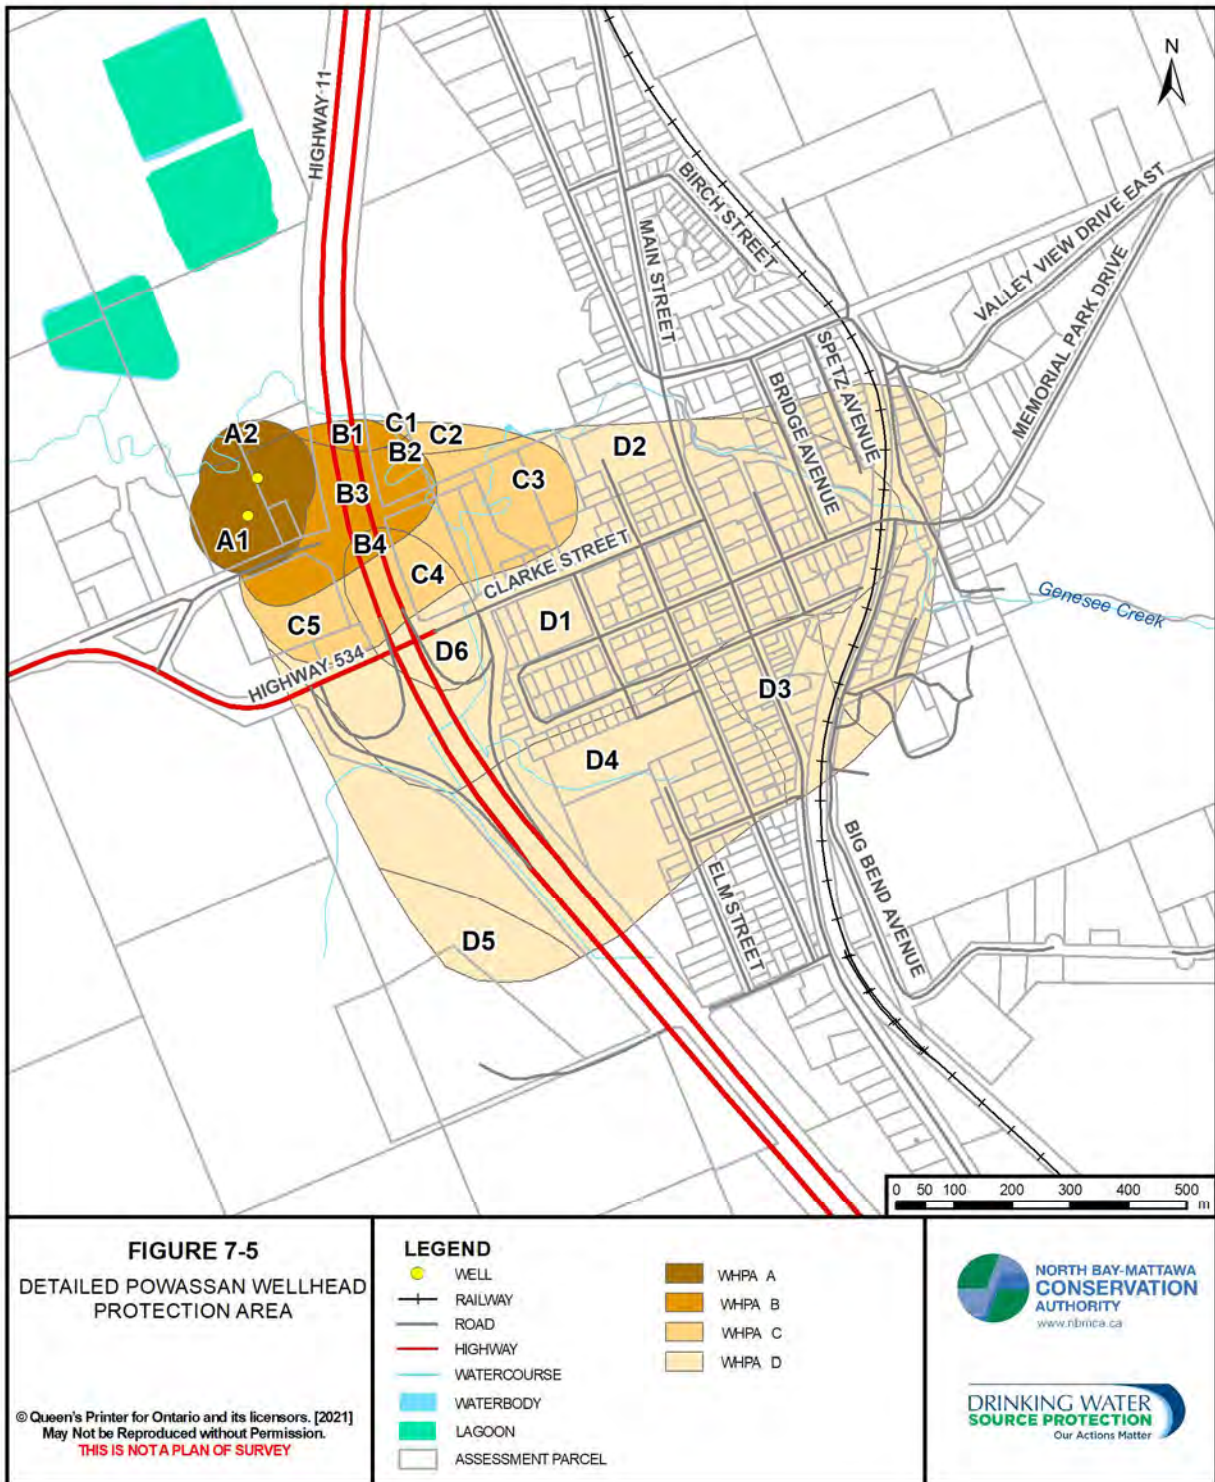 N
HIGHWAY 11
BIRCH STREET
MAIN STREET
VALLEY VIEW DRIVE EAST
MEMORIAL PARK DRIVE
SPETZ AVENUE
BRIDGE AVENUE
A2
B1
C1
C2
B2
D2
C3
B3
A1
B4
C4
CLARKE STREET
Genesee Creek
C5
D1
D6
HIGHWAY 534
D3
D4
BIG BEND AVENUE
ELM STREET
D5
0 50 100 200 300 400 500
m
FIGURE 7-5
DETAILED POWASSAN WELLHEAD
PROTECTION AREA
© Queen's Printer for Ontario and its licensors. [2021]
May Not be Reproduced without Permission.
THIS IS NOT A PLAN OF SURVEY
LEGEND
WELL
RAILWAY
ROAD
HIGHWAY
WATERCOURSE
WATERBODY
LAGOON
ASSESSMENT PARCEL
WHPA A
WHPA B
WHPA C
WHPA D
NORTH BAY-MATTAWA
CONSERVATION
AUTHORITY
www.nbmca.ca
DRINKING WATER
SOURCE PROTECTION
Our Actions Matter